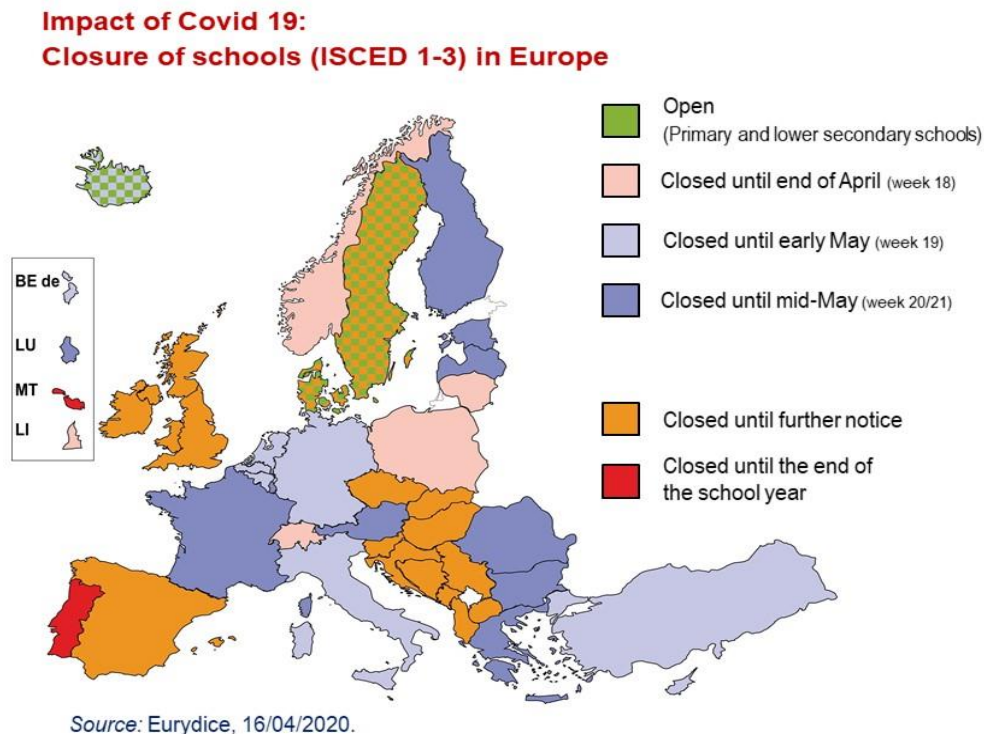 Impact of Covid 19:
Closure of schools (ISCED 1-3) in Europe
Open
(Primary and lower secondary schools)
Closed until end of April (week 18)
Closed until early May (week 19)
Closed until mid-May (week 20/21)
Closed until further notice
Closed until the end of
the school year
BE de
LU
MT
LI
Source: Eurydice, 16/04/2020.